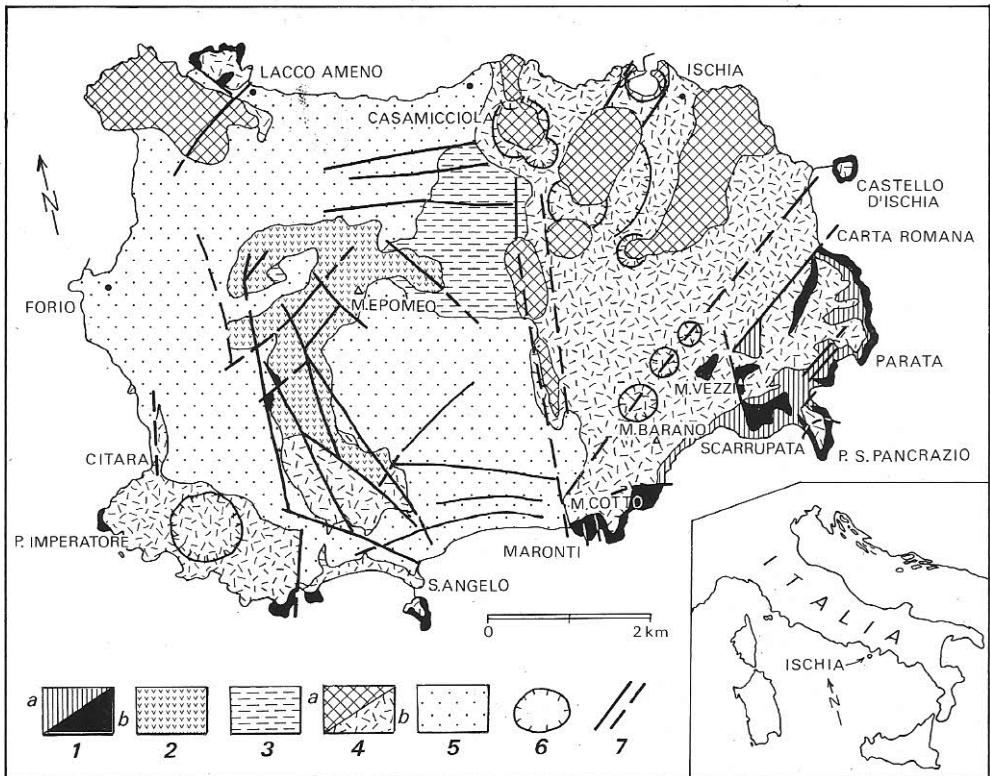 LACCO AMENO
ISCHIA
CASAMICCIOLA
N
CASTELLO
D'ISCHIA
CARTA ROMANA
M.EPOMEO
FORIO
PARATA
M.VEZZI
M.BARANO
CITARA
SCARRUPATA
P. S. PANCRAZIO
M.COTTO
P. IMPERATORE
MARONTI
S.ANGELO
0 2 km
ITALIA
ISCHIA
N
a b a b
1 2 3 4 5 6 7